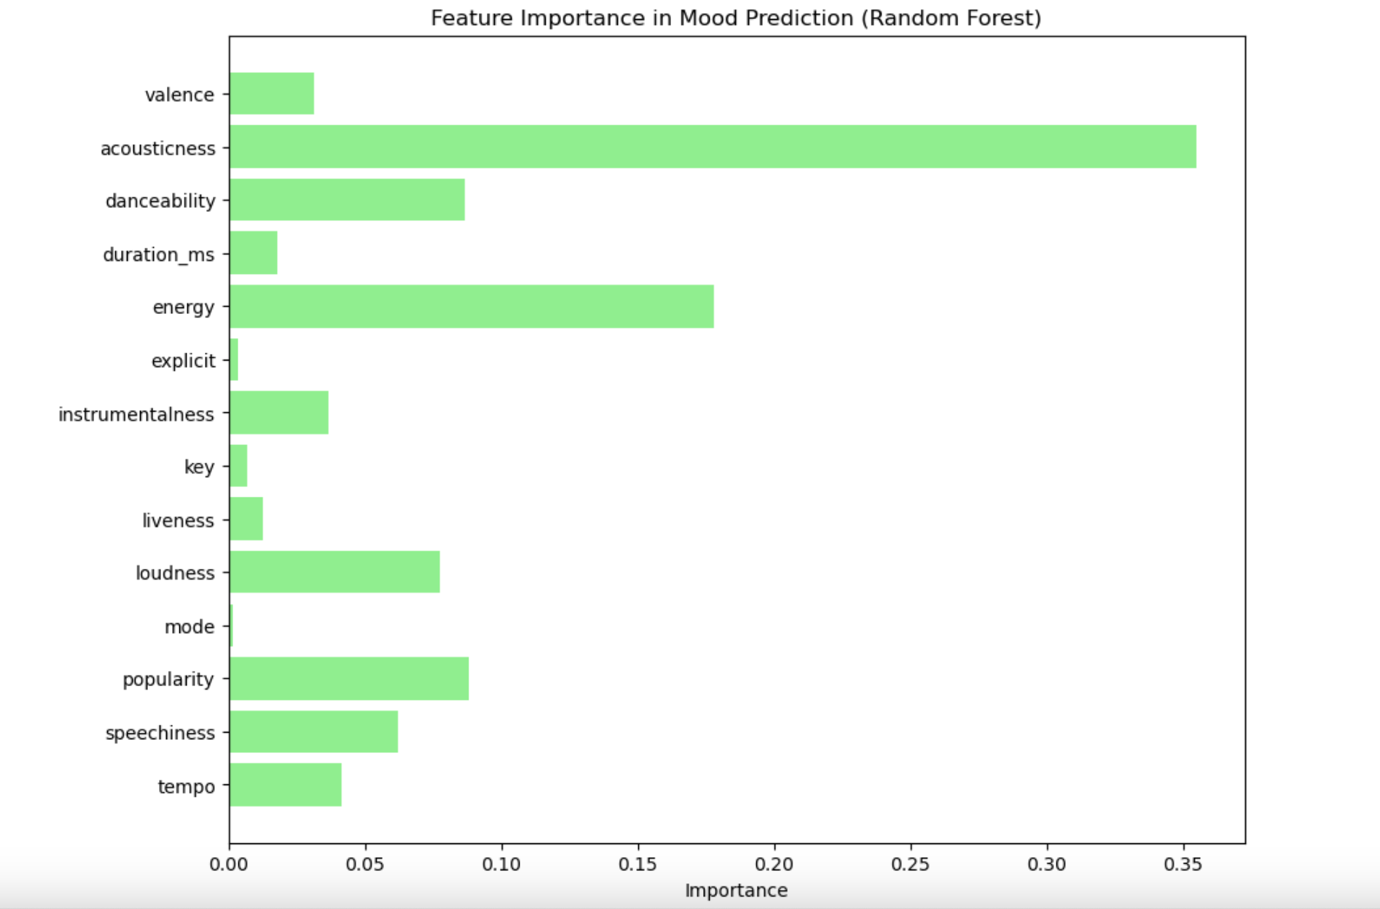 Feature Importance in Mood Prediction (Random Forest)
valence
acousticness
danceability
duration_ms
energy
explicit
instrumentalness
key
liveness
loudness
mode
popularity
speechiness
tempo
0.00 0.05 0.10 0.15 0.20 0.25 0.30 0.35
Importance